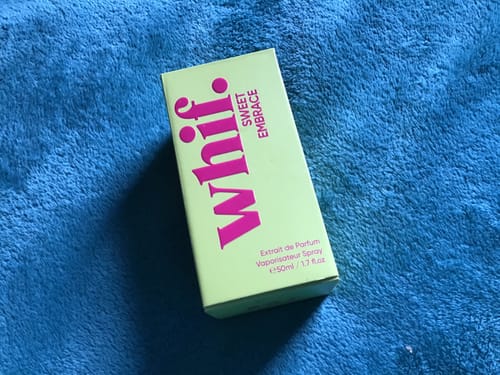 whif.
SWEET
EMBRACE
Extrait de Parfum
Vaporisateur Spray
℮50ml / 1.7 fl.oz